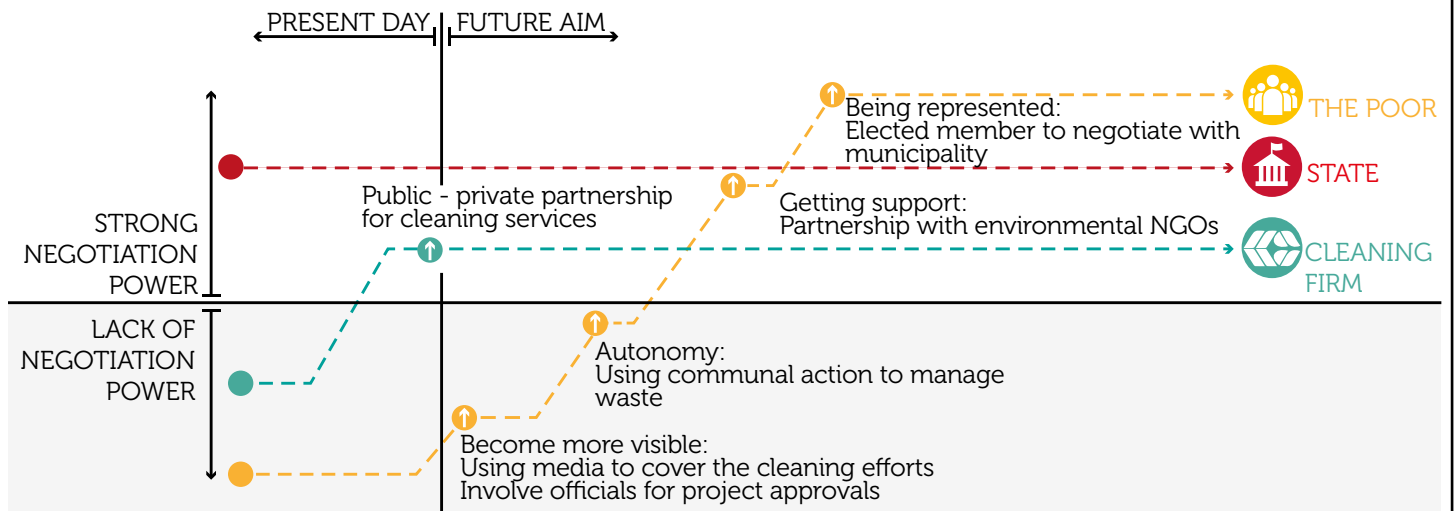 PRESENT DAY
FUTURE AIM
Being represented:
Elected member to negotiate with
municipality
THE POOR
STATE
Public - private partnership
for cleaning services
Getting support:
Partnership with environmental NGOs
STRONG
NEGOTIATION
POWER
CLEANING
FIRM
LACK OF
NEGOTIATION
POWER
Autonomy:
Using communal action to manage
waste
Become more visible:
Using media to cover the cleaning efforts
Involve officials for project approvals